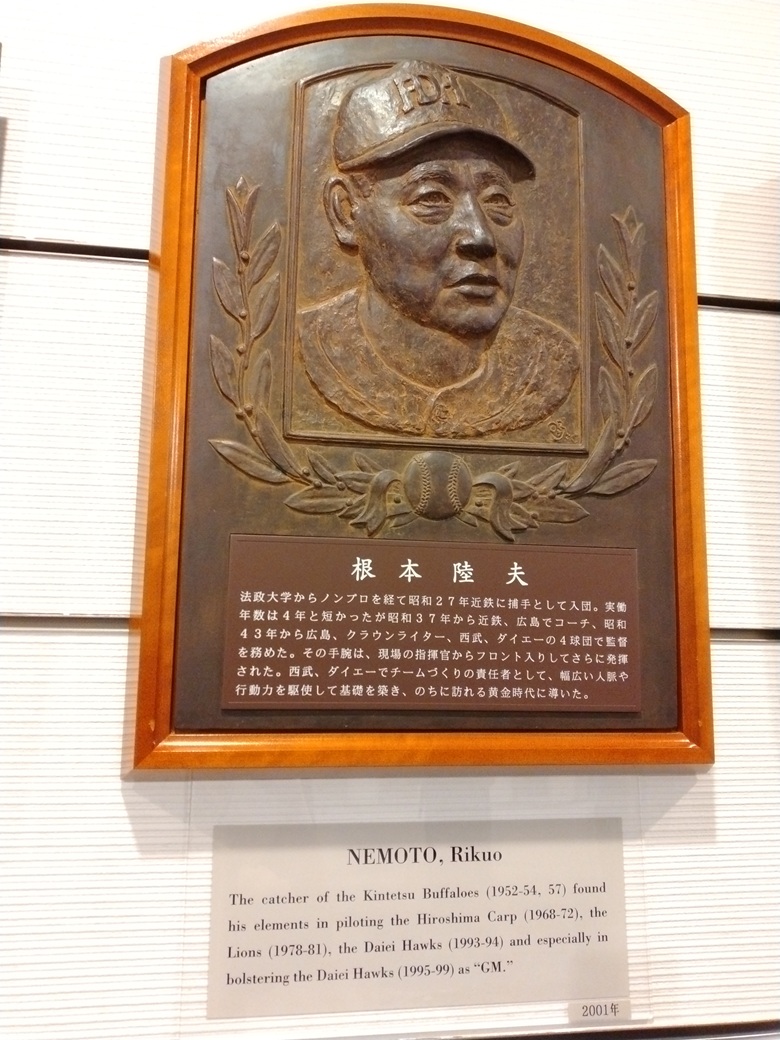 FDH
根本陸夫
法政大学からノンプロを経て昭和27年近鉄に捕手として入団。実働
年数は4年と短かったが昭和37年から近鉄、広島でコーチ、昭和
43年から広島、クラウンライター、西武、ダイエーの4球団で監督
を務めた。その手腕は、現場の指揮官からフロント入りしてさらに発揮
された。西武、ダイエーでチームづくりの責任者として、幅広い人脈や
行動力を駆使して基礎を築き、のちに訪れる黄金時代に導いた。
NEMOTO, Rikuo
The catcher of the Kintetsu Buffaloes (1952-54, 57) found
his elements in piloting the Hiroshima Carp (1968-72), the
Lions (1978-81), the Daiei Hawks (1993-94) and especially in
bolstering the Daiei Hawks (1995-99) as “GM.”
2001年